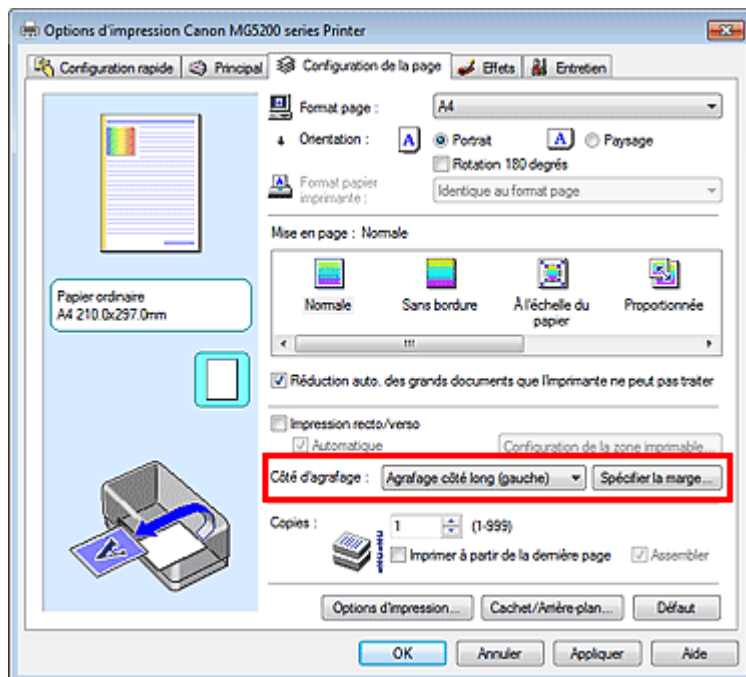 Options d'impression Canon MG5200 series Printer
Configuration rapide Principal Configuration de la page Effets Entretien
Format page : A4
Orientation : A Portrait A Paysage
Rotation 180 degrés
Format papier imprimante : Identique au format page
Mise en page : Normale
Normale Sans bordure À l'échelle du papier Proportionnée
Papier ordinaire
A4 210.0x297.0mm
Réduction auto. des grands documents que l'imprimante ne peut pas traiter
Impression recto/verso
Automatique Configuration de la zone imprimable...
Côté d'agrafage : Agrafage côté long (gauche) Spécifier la marge...
Copies : 1 (1-999)
Imprimer à partir de la dernière page Assembler
Options d'impression... Cachet/Arrière-plan... Défaut
OK Annuler Appliquer Aide